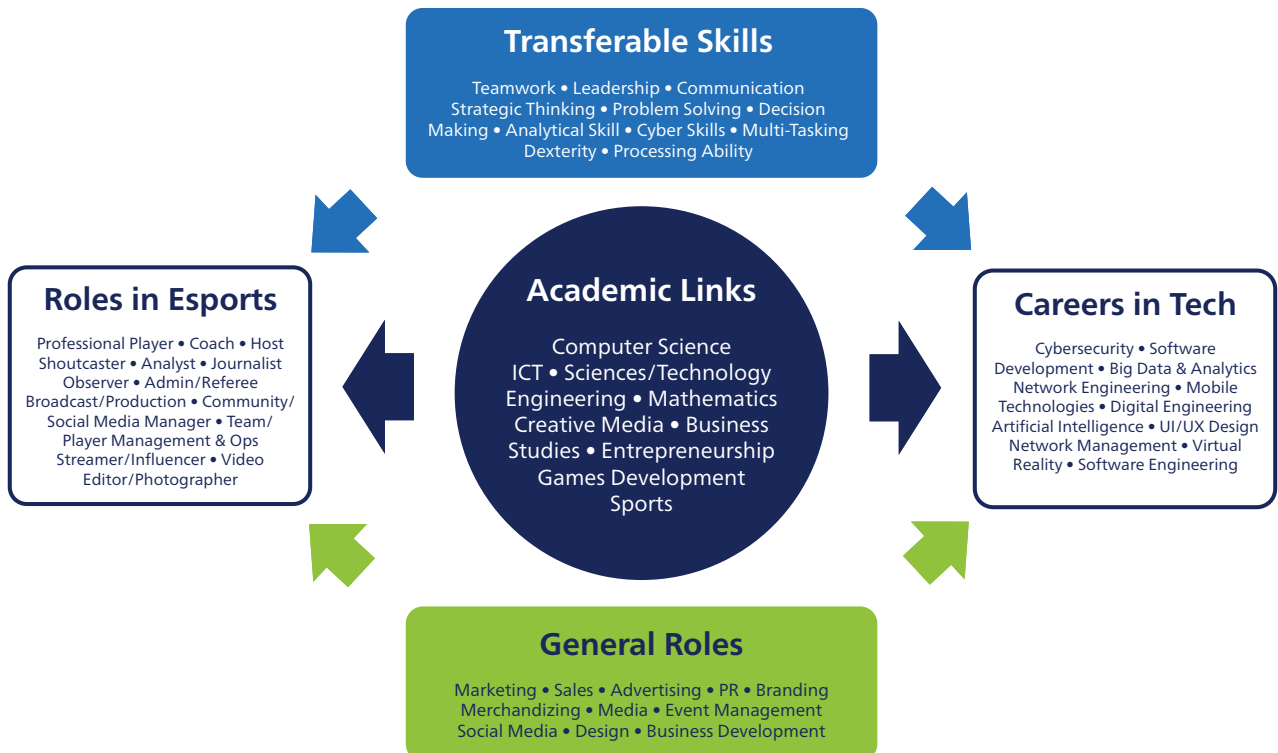 Transferable Skills
Teamwork • Leadership • Communication
Strategic Thinking • Problem Solving • Decision
Making • Analytical Skill • Cyber Skills • Multi-Tasking
Dexterity • Processing Ability
Roles in Esports
Professional Player • Coach • Host
Shoutcaster • Analyst • Journalist
Observer • Admin/Referee
Broadcast/Production • Community/
Social Media Manager • Team/
Player Management & Ops
Streamer/Influencer • Video
Editor/Photographer
Academic Links
Computer Science
ICT • Sciences/Technology
Engineering • Mathematics
Creative Media • Business
Studies • Entrepreneurship
Games Development
Sports
Careers in Tech
Cybersecurity • Software
Development • Big Data & Analytics
Network Engineering • Mobile
Technologies • Digital Engineering
Artificial Intelligence • UI/UX Design
Network Management • Virtual
Reality • Software Engineering
General Roles
Marketing • Sales • Advertising • PR • Branding
Merchandizing • Media • Event Management
Social Media • Design • Business Development